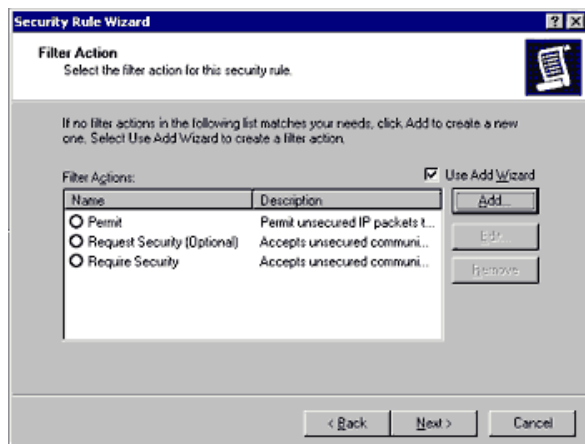 Security Rule Wizard
Filter Action
Select the filter action for this security rule.
If no filter actions in the following list matches your needs, click Add to create a new
one. Select Use Add Wizard to create a filter action.
Filter Actions:
Use Add Wizard
Name Description
Permit Permit unsecured IP packets t...
Request Security (Optional) Accepts unsecured communi...
Require Security Accepts unsecured communi...
Add...
Edit...
Remove
< Back Next > Cancel